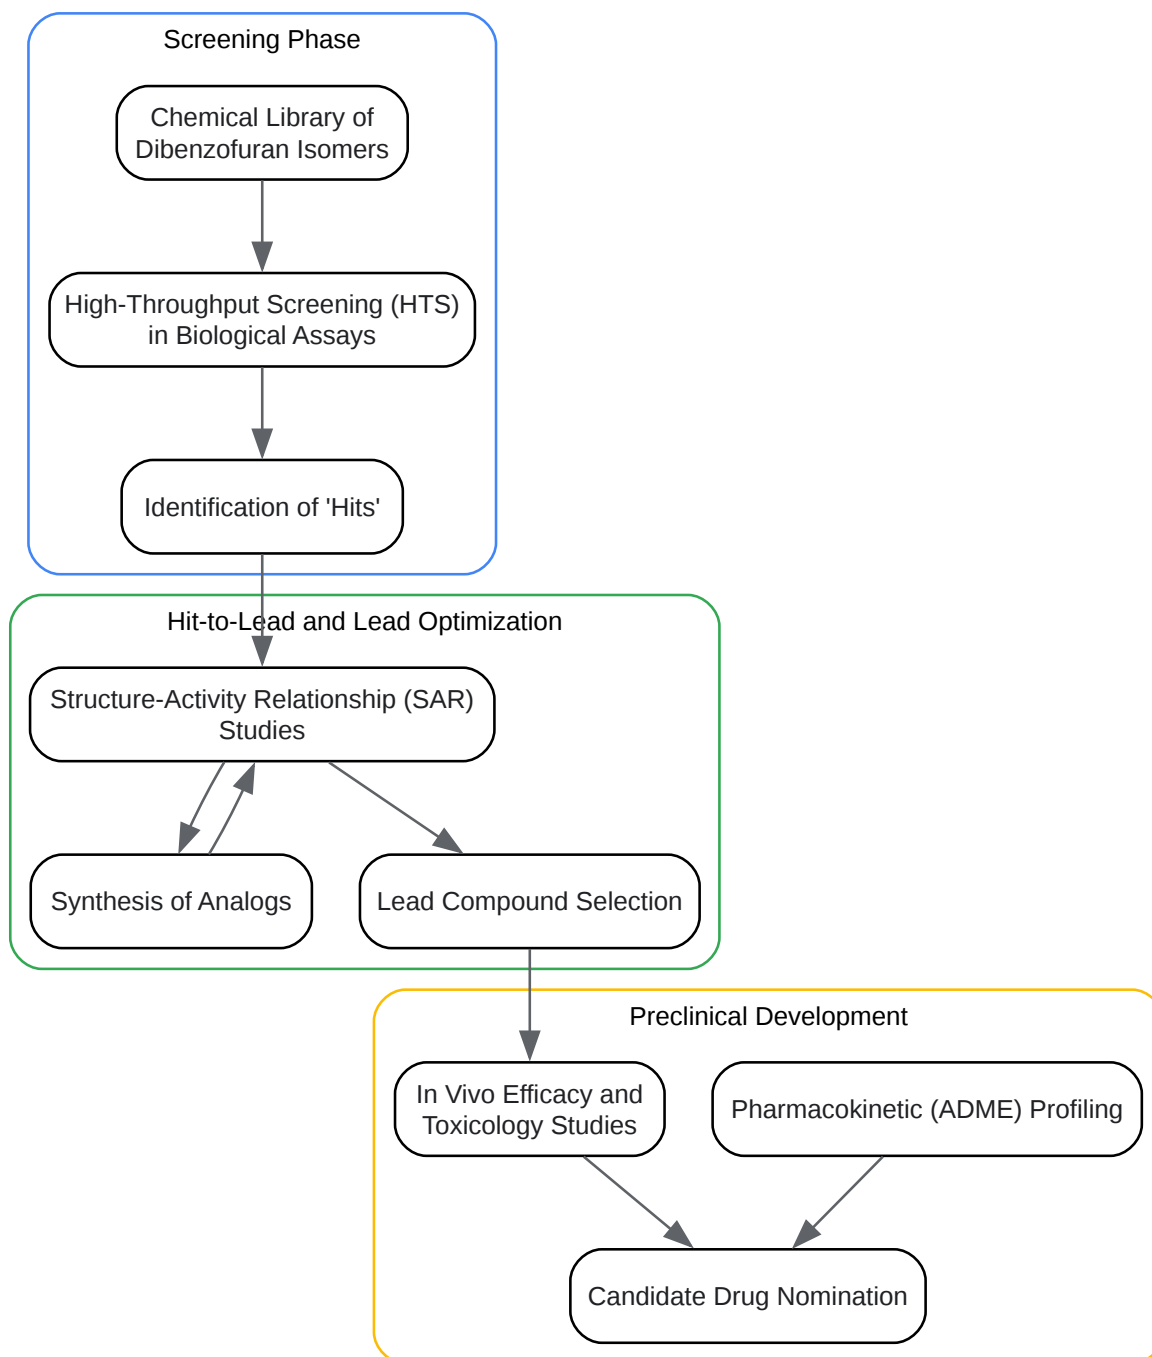 Screening Phase
Chemical Library of
Dibenzofuran Isomers
High-Throughput Screening (HTS)
in Biological Assays
Identification of 'Hits'
Hit-to-Lead and Lead Optimization
Structure-Activity Relationship (SAR)
Studies
Synthesis of Analogs
Lead Compound Selection
Preclinical Development
In Vivo Efficacy and
Toxicology Studies
Pharmacokinetic (ADME) Profiling
Candidate Drug Nomination